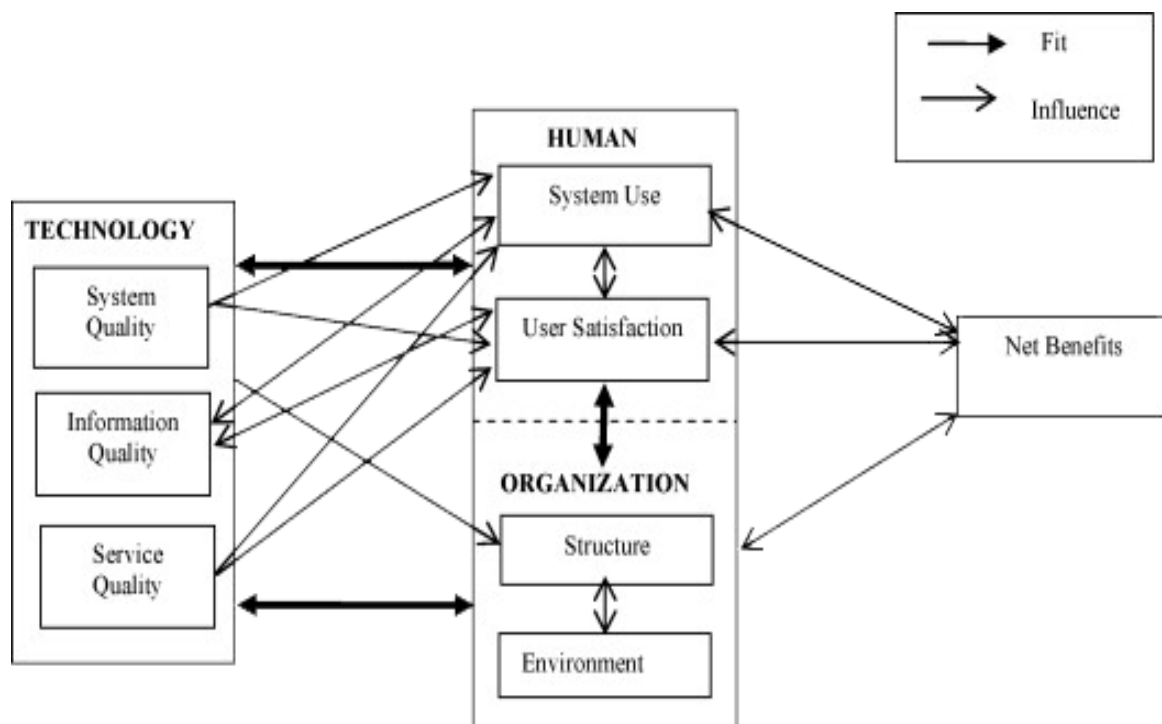 Fit
Influence
HUMAN
System Use
TECHNOLOGY
System
Quality
User Satisfaction
Net Benefits
Information
Quality
ORGANIZATION
Structure
Service
Quality
Environment